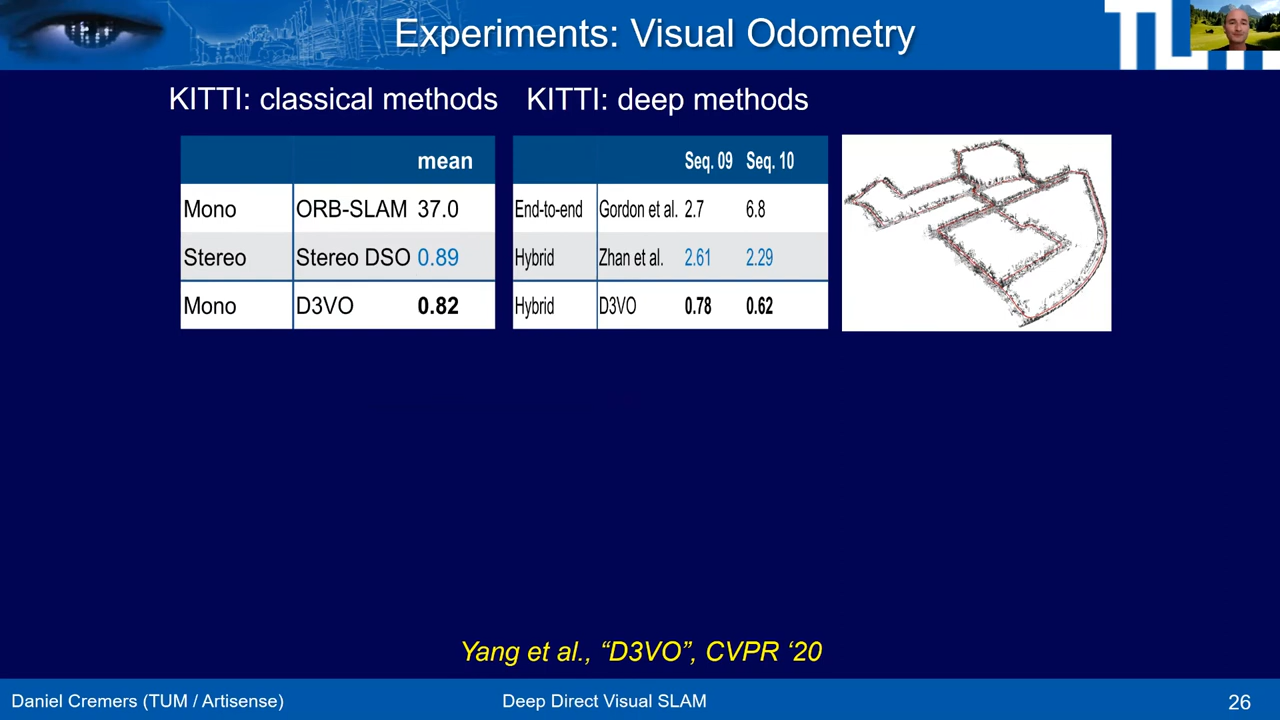 Experiments: Visual Odometry
KITTI: classical methods
KITTI: deep methods
mean
Mono ORB-SLAM 37.0
Stereo Stereo DSO 0.89
Mono D3VO 0.82
Seq. 09 Seq. 10
End-to-end Gordon et al. 2.7 6.8
Hybrid Zhan et al. 2.61 2.29
Hybrid D3VO 0.78 0.62
Yang et al., “D3VO”, CVPR ‘20
Daniel Cremers (TUM / Artisense)
Deep Direct Visual SLAM
26